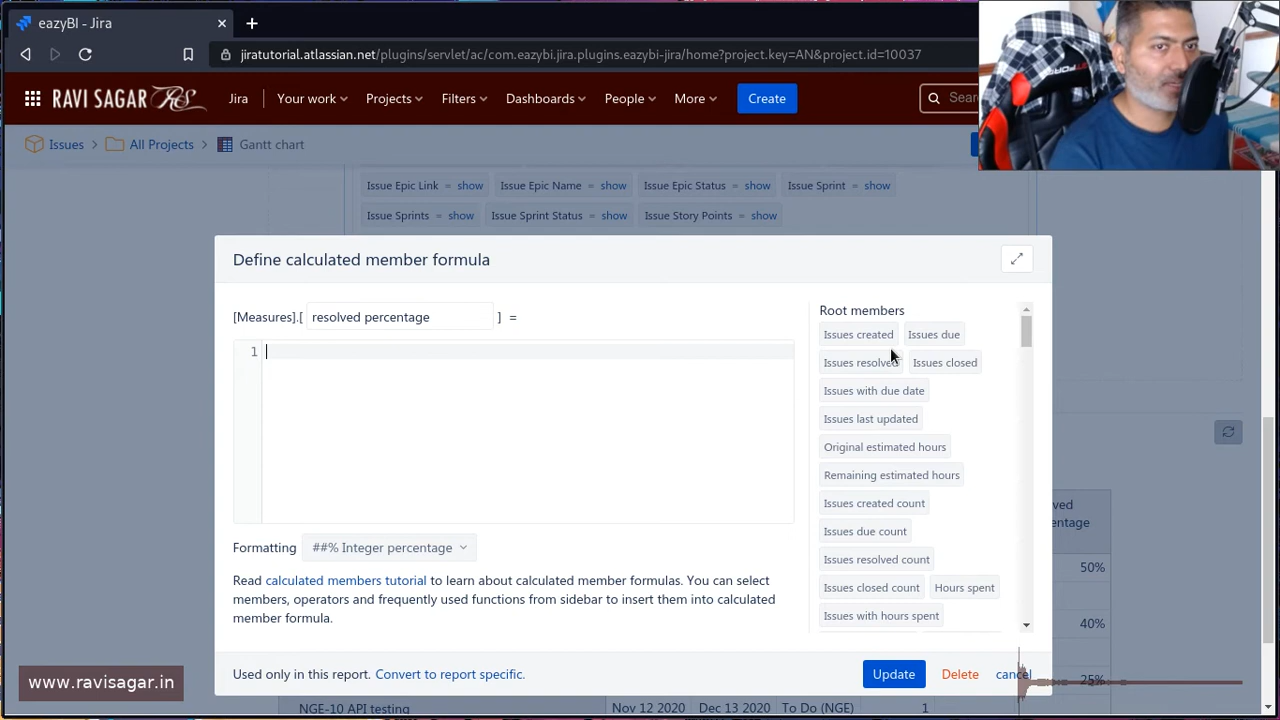 eazyBI - Jira
jiratutorial.atlassian.net/plugins/servlet/ac/com.eazybi.jira.plugins.eazybi-jira/home?project.key=AN&project.id=10037
RAVI SAGAR RS Jira Your work Projects Filters Dashboards People More Create Sear
Issues > All Projects > Gantt chart
Issue Epic Link = show Issue Epic Name = show Issue Epic Status = show Issue Sprint = show
Issue Sprints = show Issue Sprint Status = show Issue Story Points = show
Define calculated member formula
[Measures].[ resolved percentage ] =
1
Root members
Issues created Issues due
Issues resolved Issues closed
Issues with due date
Issues last updated
Original estimated hours
Remaining estimated hours
Issues created count
Issues due count
Issues resolved count
Issues closed count Hours spent
Issues with hours spent
Formatting ##% Integer percentage
Read calculated members tutorial to learn about calculated member formulas. You can select
members, operators and frequently used functions from sidebar to insert them into calculated
member formula.
Used only in this report. Convert to report specific.
Update Delete cancel
ved
entage
50%
40%
25%
NGE-10 API testing Nov 12 2020 Dec 13 2020 To Do (NGE) 1
www.ravisagar.in